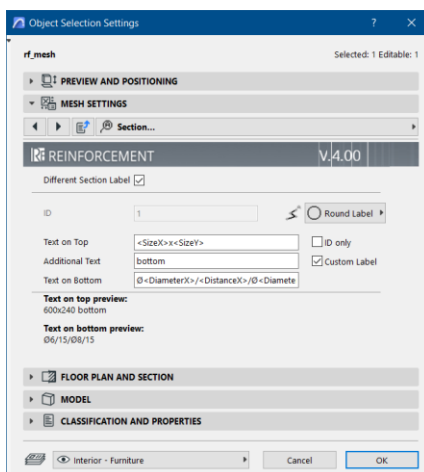 Object Selection Settings ? ×
rf_mesh Selected: 1 Editable: 1
PREVIEW AND POSITIONING
MESH SETTINGS
Section...
REINFORCEMENT V.4.00
Different Section Label
ID 1 Round Label
Text on Top <SizeX>x<SizeY> ID only
Additional Text bottom Custom Label
Text on Bottom Ø<DiameterX>/<DistanceX>/Ø<Diamete
Text on top preview:
600x240 bottom
Text on bottom preview:
Ø6/15/Ø8/15
FLOOR PLAN AND SECTION
MODEL
CLASSIFICATION AND PROPERTIES
Interior - Furniture Cancel OK